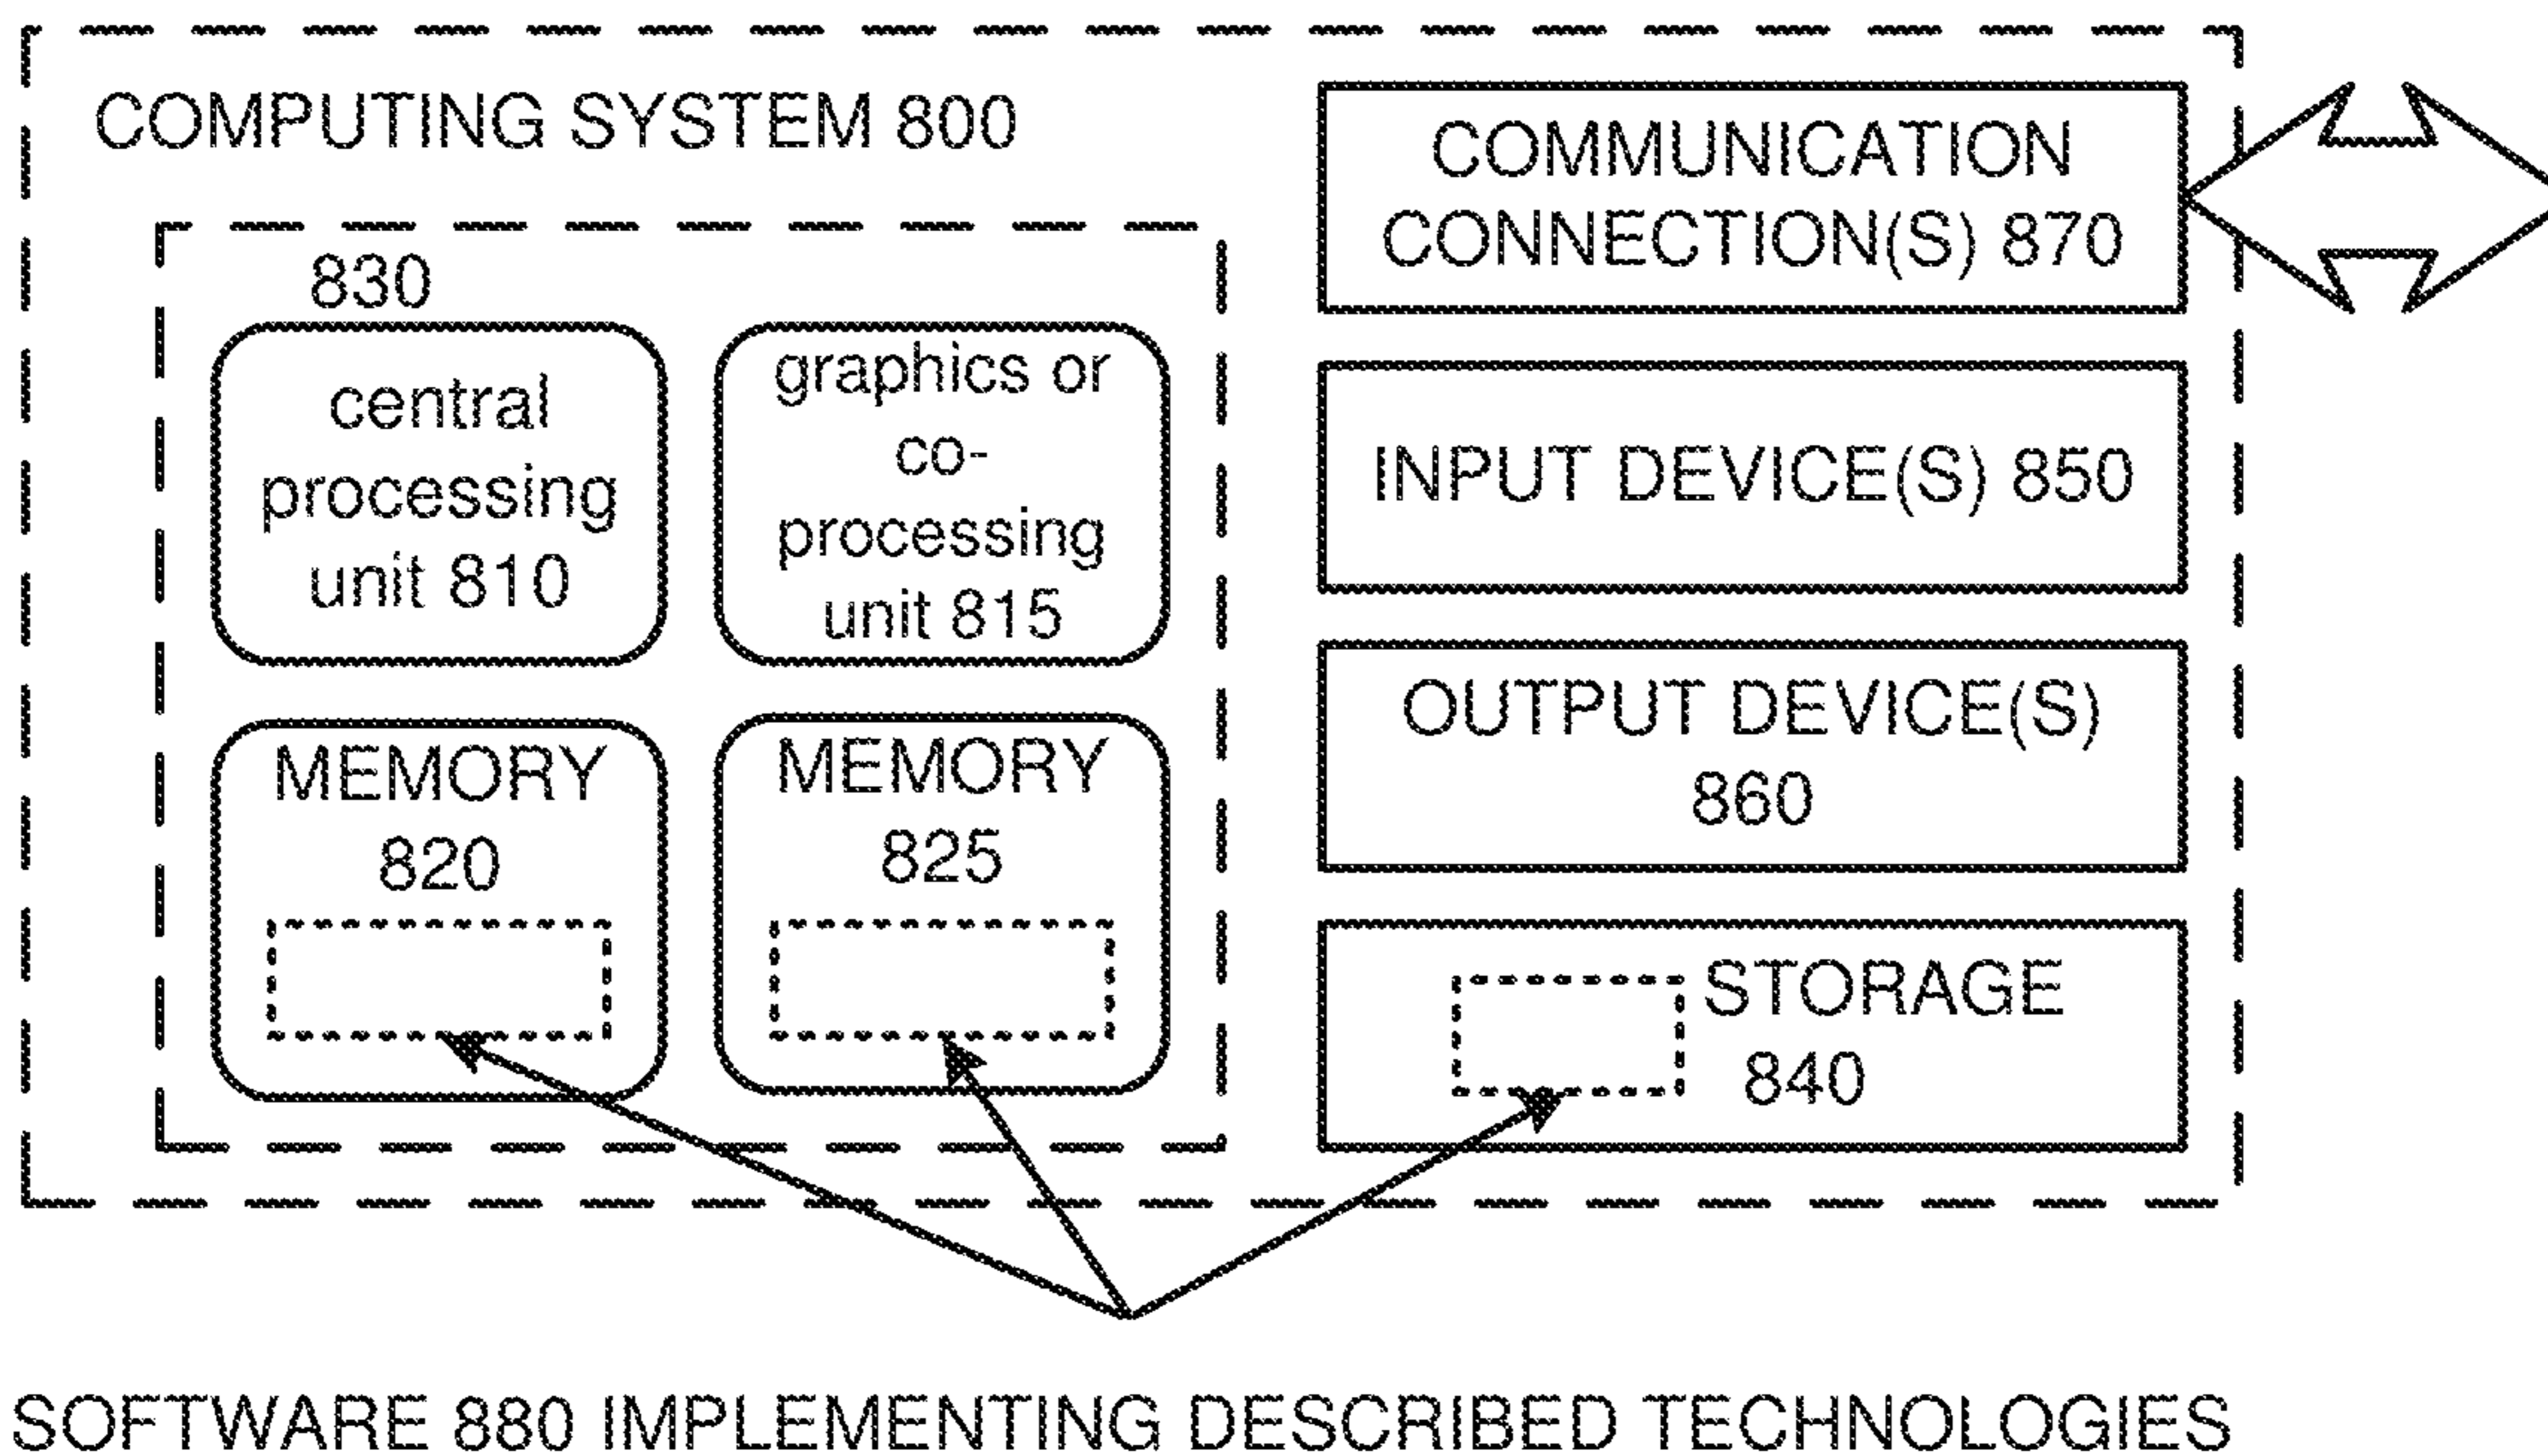 COMPUTING SYSTEM 800
830
central
processing
unit 810
graphics or
co-
processing
unit 815
MEMORY
820
MEMORY
825
COMMUNICATION
CONNECTION(S) 870
INPUT DEVICE(S) 850
OUTPUT DEVICE(S)
860
STORAGE
840
SOFTWARE 880 IMPLEMENTING DESCRIBED TECHNOLOGIES